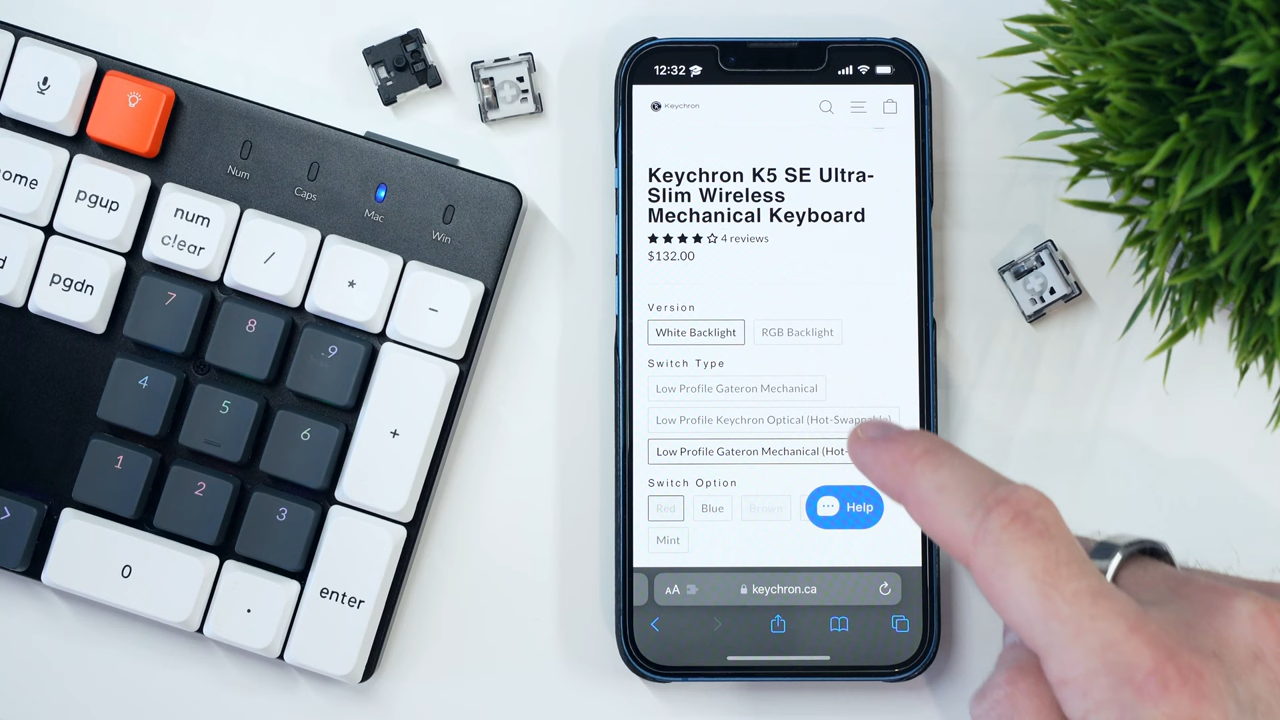 Num
Caps
Mac
Win
pgup
num
clear
/
*
-
pgdn
7
8
9
4
5
6
+
1
2
3
0
.
enter
12:32
Keychron
Keychron K5 SE Ultra-
Slim Wireless
Mechanical Keyboard
4 reviews
$132.00
Version
White Backlight
RGB Backlight
Switch Type
Low Profile Gateron Mechanical
Low Profile Keychron Optical (Hot-Swappable)
Low Profile Gateron Mechanical (Hot-
Switch Option
Red
Blue
Brown
Help
Mint
AA
keychron.ca